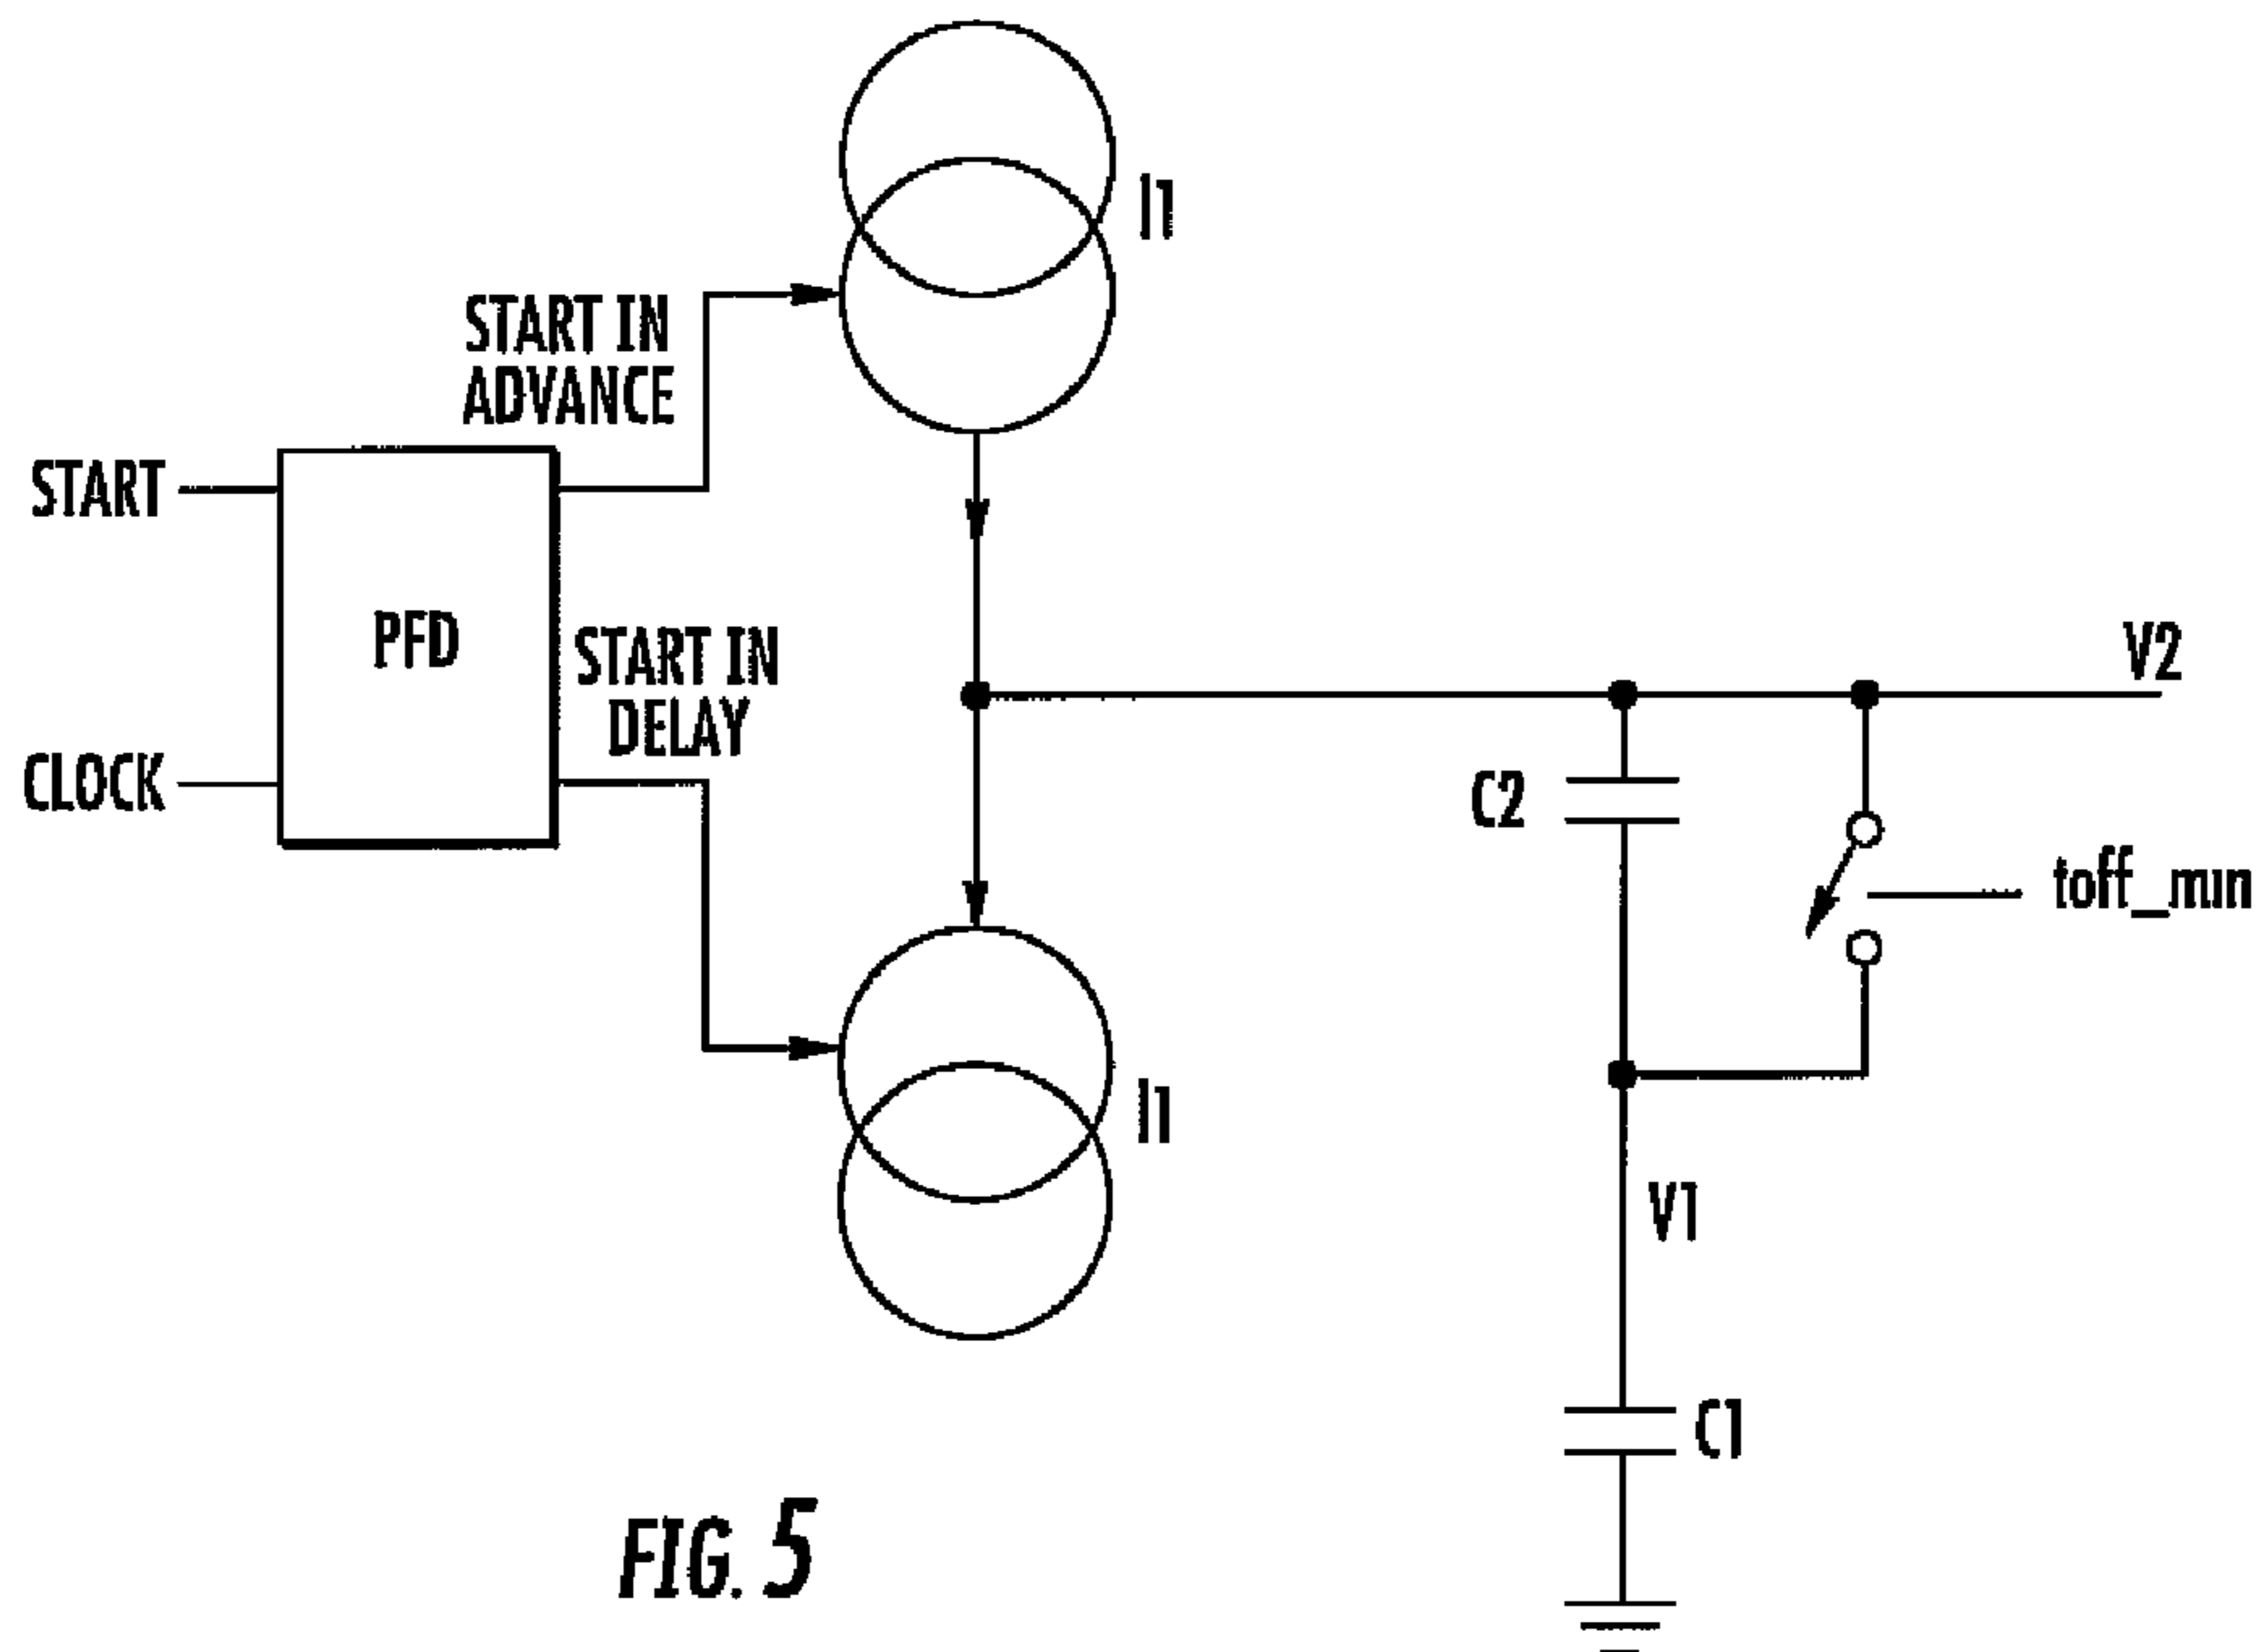 I1
START IN
ADVANCE
START
PFD
START IN
DELAY
CLOCK
V2
C2
toff_min
I1
V1
C1
FIG. 5